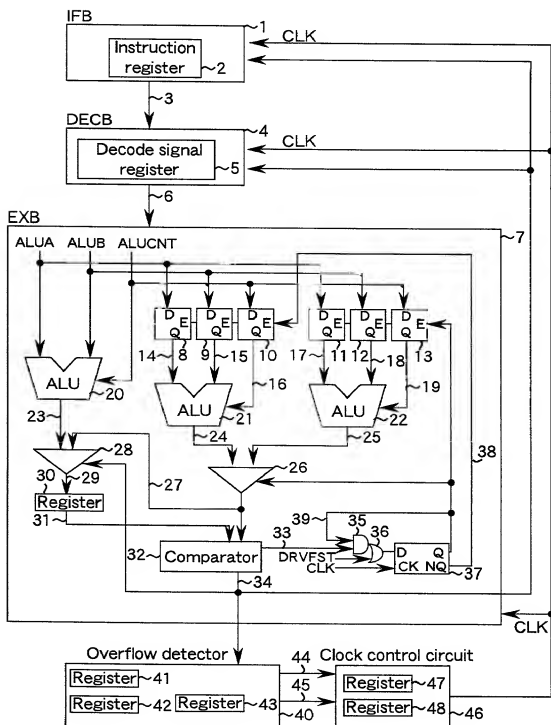 IFB
1
CLK
Instruction
register
2
3
DECB
4
CLK
Decode signal
register
5
6
EXB
7
ALUA ALUB ALUCNT
D E Q D E Q D E Q
D E Q D E Q D E Q
14 8 9 15 10
17 11 12 18 13
16
19
ALU
20
ALU
21
ALU
22
23
24
25
38
28
26
27
29
30
Register
31
39
35
36
33
32
Comparator
DRVFST
CLK
D Q
CK NQ
37
34
CLK
Overflow detector
44
Clock control circuit
Register
41
45
Register
47
Register
42
Register
43
40
Register
48
46